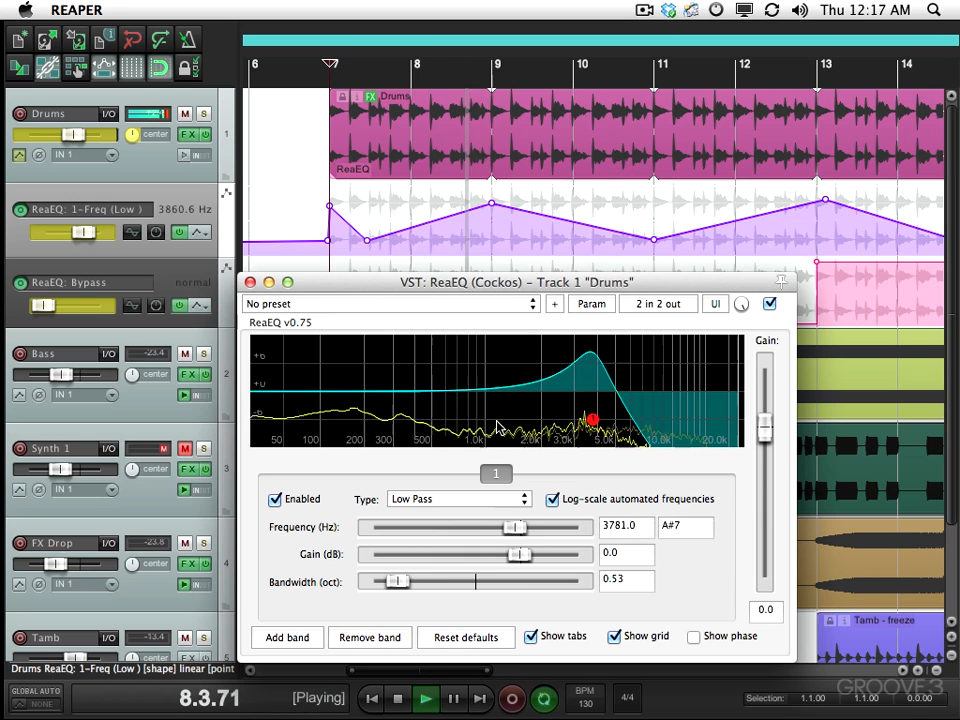 REAPER
Thu 12:17 AM
6 7 8 9 10 11 12 13 14
Drums I/O M S
center FX
IN 1
1
FX Drums
ReaEQ
ReaEQ: 1-Freq (Low ) 3860.6 Hz
ReaEQ: Bypass normal
VST: ReaEQ (Cockos) - Track 1 "Drums"
No preset + Param 2 in 2 out UI
ReaEQ v0.75
Gain:
+6
+0
-6
50 100 200 300 500 1.0k 2.0k 3.0k 5.0k 10.0k 20.0k
1
Enabled Type: Low Pass Log-scale automated frequencies
Frequency (Hz): 3781.0 A#7
Gain (dB): 0.0
Bandwidth (oct): 0.53
0.0
Add band Remove band Reset defaults Show tabs Show grid Show phase
Bass I/O -23.4 M S
center FX
IN 1
2
Synth 1 M I/O M S
center FX
IN 1
3
FX Drop I/O -23.8 M S
center FX
IN 1
4
Tamb I/O -13.4 M S
center FX
5
Tamb - freeze
Drums ReaEQ: 1-Freq (Low ) [shape] linear [point
GLOBAL AUTO
NONE
8.3.71 [Playing]
BPM
130
4/4
Selection: 1.1.00 1.1.00 0.0.00
GROOVE3